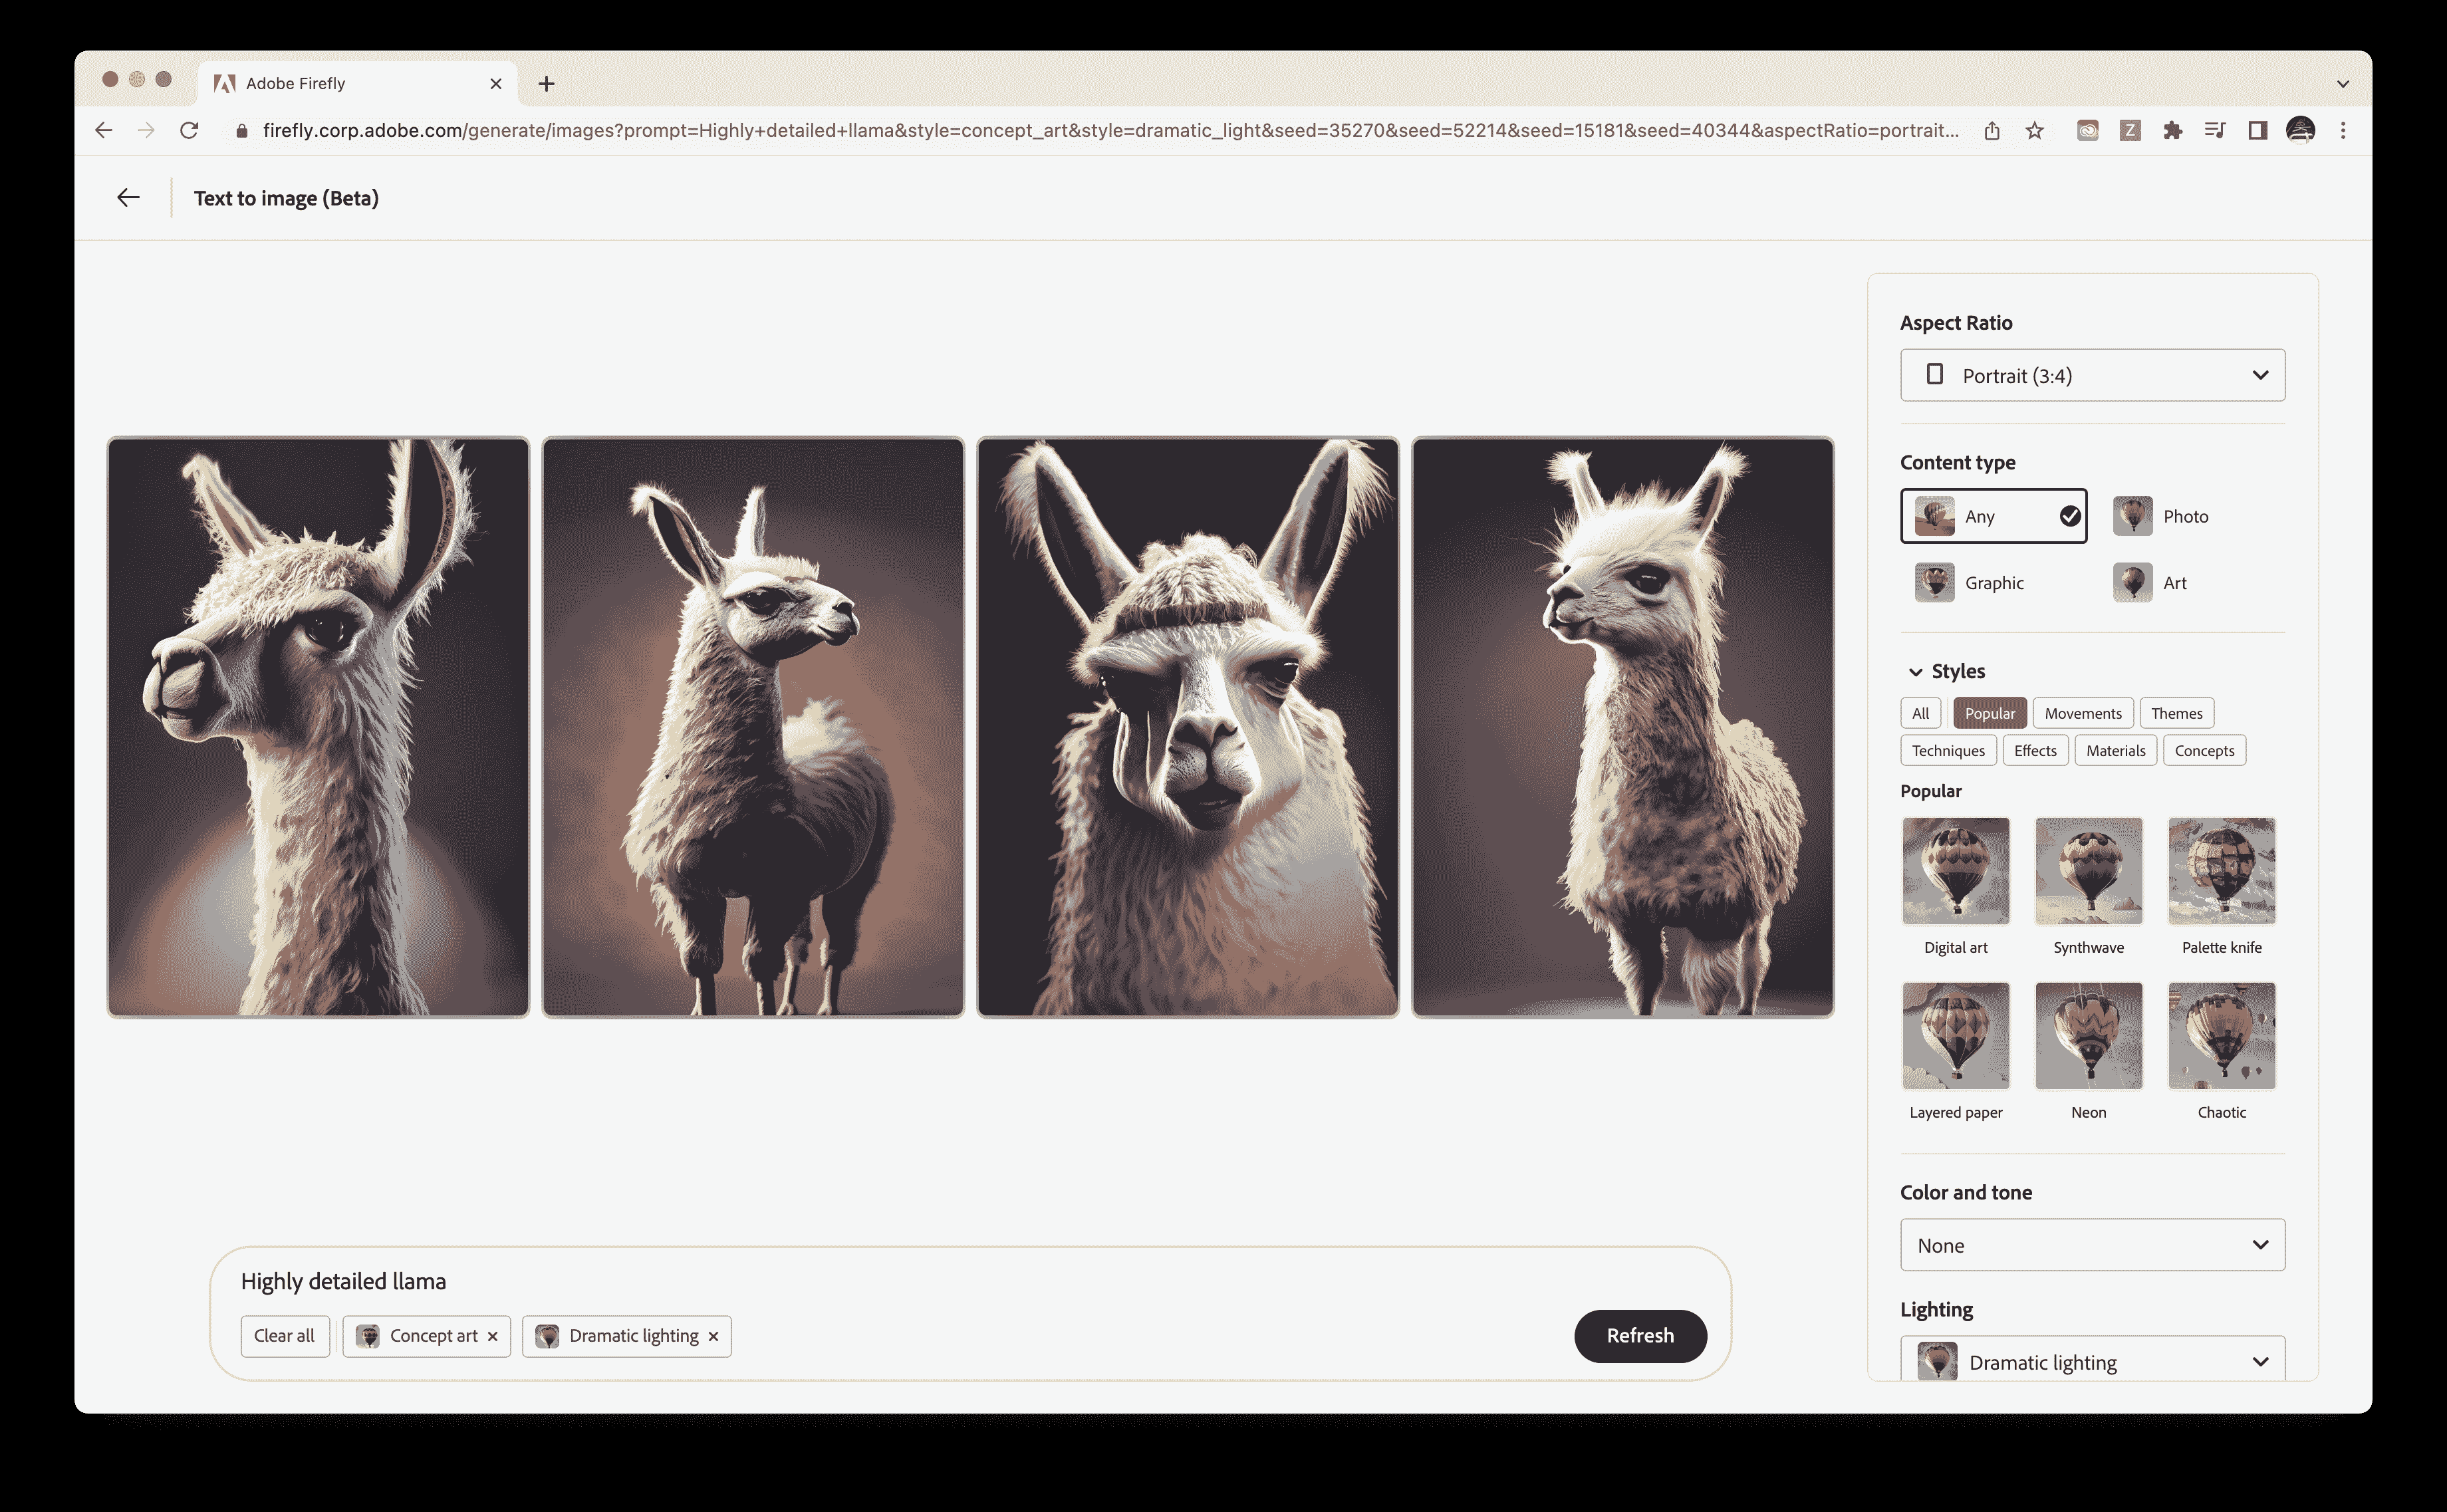 Adobe Firefly
firefly.corp.adobe.com/generate/images?prompt=Highly+detailed+llama&style=concept_art&style=dramatic_light&seed=35270&seed=52214&seed=15181&seed=40344&aspectRatio=portrait...
Z
Text to image (Beta)
Aspect Ratio
Portrait (3:4)
Content type
Any Photo
Graphic Art
Styles
All Popular Movements Themes
Techniques Effects Materials Concepts
Popular
Digital art Synthwave Palette knife
Layered paper Neon Chaotic
Color and tone
None
Lighting
Dramatic lighting
Highly detailed llama
Clear all Concept art Dramatic lighting Refresh